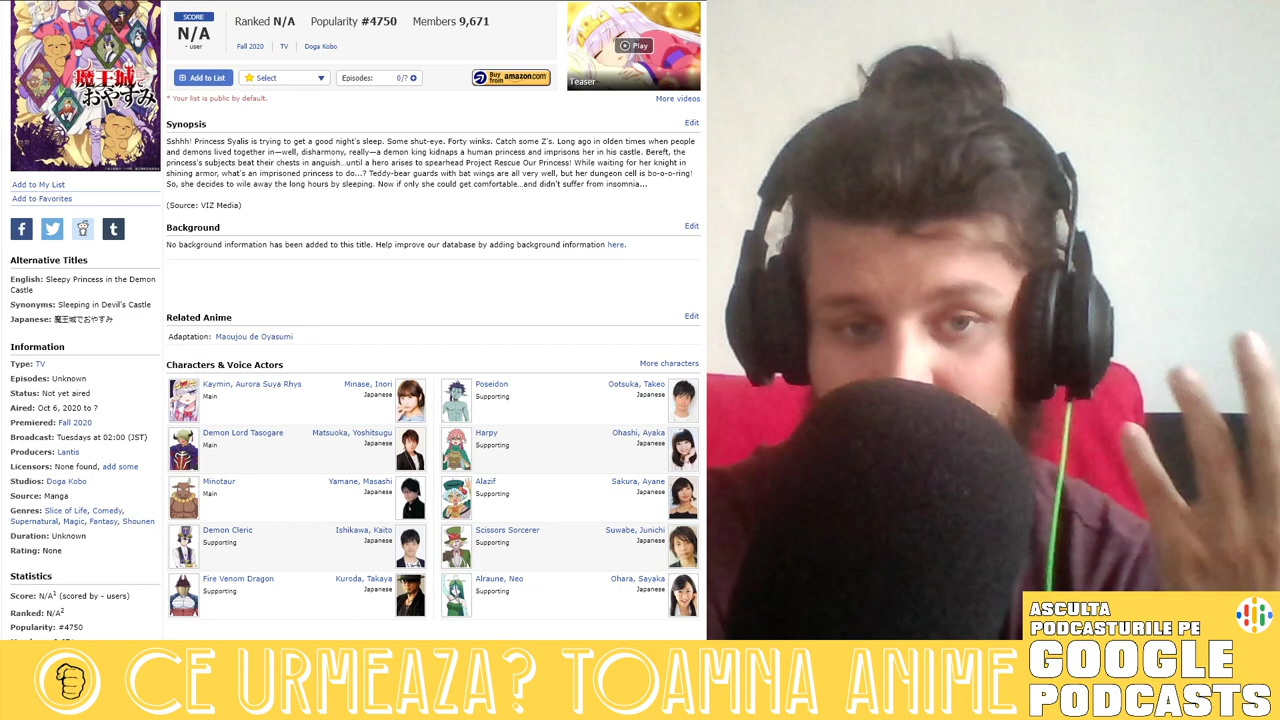 SCORE
N/A
- user
Ranked N/A Popularity #4750 Members 9,671
Fall 2020 TV Doga Kobo
Add to List Select Episodes: 0/? Buy from amazon.com
* Your list is public by default.
Play
Teaser
More videos
魔王城で
おやすみ
Add to My List
Add to Favorites
Alternative Titles
English: Sleepy Princess in the Demon
Castle
Synonyms: Sleeping in Devil's Castle
Japanese: 魔王城でおやすみ
Information
Type: TV
Episodes: Unknown
Status: Not yet aired
Aired: Oct 6, 2020 to ?
Premiered: Fall 2020
Broadcast: Tuesdays at 02:00 (JST)
Producers: Lantis
Licensors: None found, add some
Studios: Doga Kobo
Source: Manga
Genres: Slice of Life, Comedy,
Supernatural, Magic, Fantasy, Shounen
Duration: Unknown
Rating: None
Statistics
Score: N/A1 (scored by - users)
Ranked: N/A2
Popularity: #4750
Synopsis Edit
Sshhh! Princess Syalis is trying to get a good night's sleep. Some shut-eye. Forty winks. Catch some Z's. Long ago in olden times when people
and demons lived together in—well, disharmony, really—a demon king kidnaps a human princess and imprisons her in his castle. Bereft, the
princess's subjects beat their chests in anguish...until a hero arises to spearhead Project Rescue Our Princess! While waiting for her knight in
shining armor, what's an imprisoned princess to do...? Teddy-bear guards with bat wings are all very well, but her dungeon cell is bo-o-o-ring!
So, she decides to wile away the long hours by sleeping. Now if only she could get comfortable...and didn't suffer from insomnia...
(Source: VIZ Media)
Background Edit
No background information has been added to this title. Help improve our database by adding background information here.
Related Anime Edit
Adaptation: Maoujou de Oyasumi
Characters & Voice Actors More characters
Kaymin, Aurora Suya Rhys Minase, Inori
Main Japanese
Poseidon Ootsuka, Takeo
Supporting Japanese
Demon Lord Tasogare Matsuoka, Yoshitsugu
Main Japanese
Harpy Ohashi, Ayaka
Supporting Japanese
Minotaur Yamane, Masashi
Main Japanese
Alazif Sakura, Ayane
Supporting Japanese
Demon Cleric Ishikawa, Kaito
Supporting Japanese
Scissors Sorcerer Suwabe, Junichi
Supporting Japanese
Fire Venom Dragon Kuroda, Takaya
Supporting Japanese
Alraune, Neo Ohara, Sayaka
Supporting Japanese
CE URMEAZA? TOAMNA ANIME
ASCULTA
PODCASTURILE PE
GOOGLE
PODCASTS